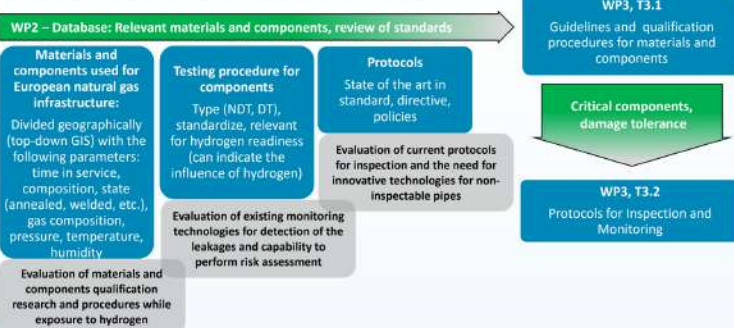 WP2 – Database: Relevant materials and components, review of standards
Materials and
components used for
European natural gas
infrastructure:
Divided geographically
(top-down GIS) with the
following parameters:
time in service,
composition, state
(annealed, welded, etc.),
gas composition,
pressure, temperature,
humidity
Evaluation of materials and
components qualification
research and procedures while
exposure to hydrogen
Testing procedure for
components
Type (NDT, DT),
standardize, relevant
for hydrogen readiness
(can indicate the
influence of hydrogen)
Evaluation of existing monitoring
technologies for detection of the
leakages and capability to
perform risk assessment
Protocols
State of the art in
standard, directive,
policies
Evaluation of current protocols
for inspection and the need for
innovative technologies for non-
inspectable pipes
WP3, T3.1
Guidelines and qualification
procedures for materials and
components
Critical components,
damage tolerance
WP3, T3.2
Protocols for Inspection and
Monitoring